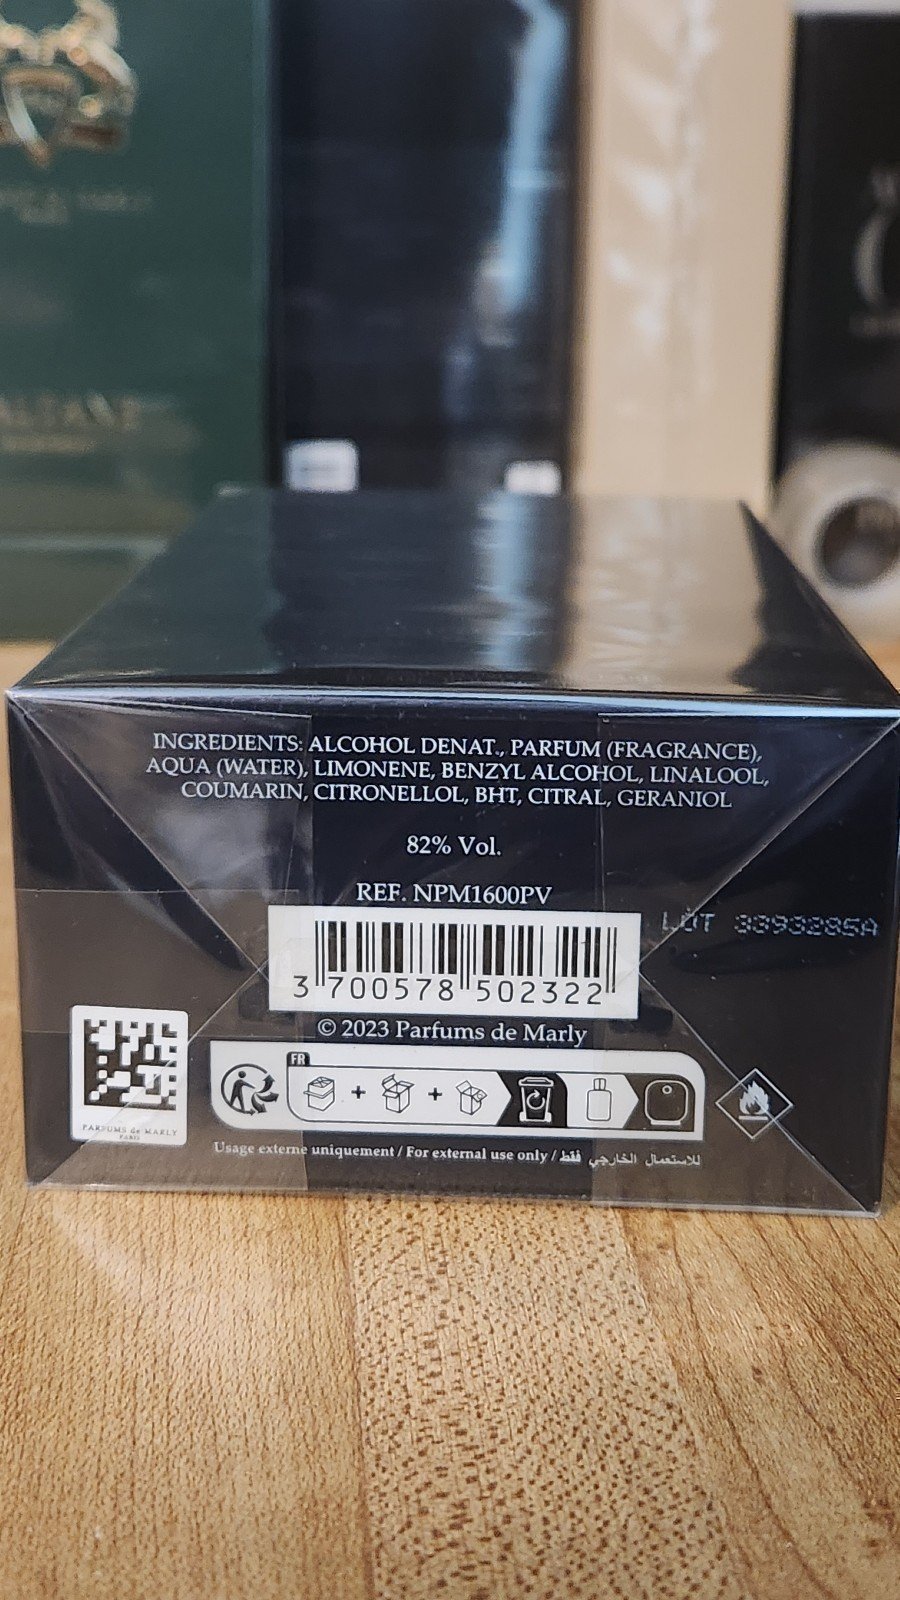 INGREDIENTS: ALCOHOL DENAT., PARFUM (FRAGRANCE),
AQUA (WATER), LIMONENE, BENZYL ALCOHOL, LINALOOL,
COUMARIN, CITRONELLOL, BHT, CITRAL, GERANIOL
82% Vol.
REF. NPM1600PV
LOT 3393285A
3 700578 502322
© 2023 Parfums de Marly
FR
PARFUMS de MARLY
PARIS
Usage externe uniquement / For external use only / للاستعمال الخارجي فقط